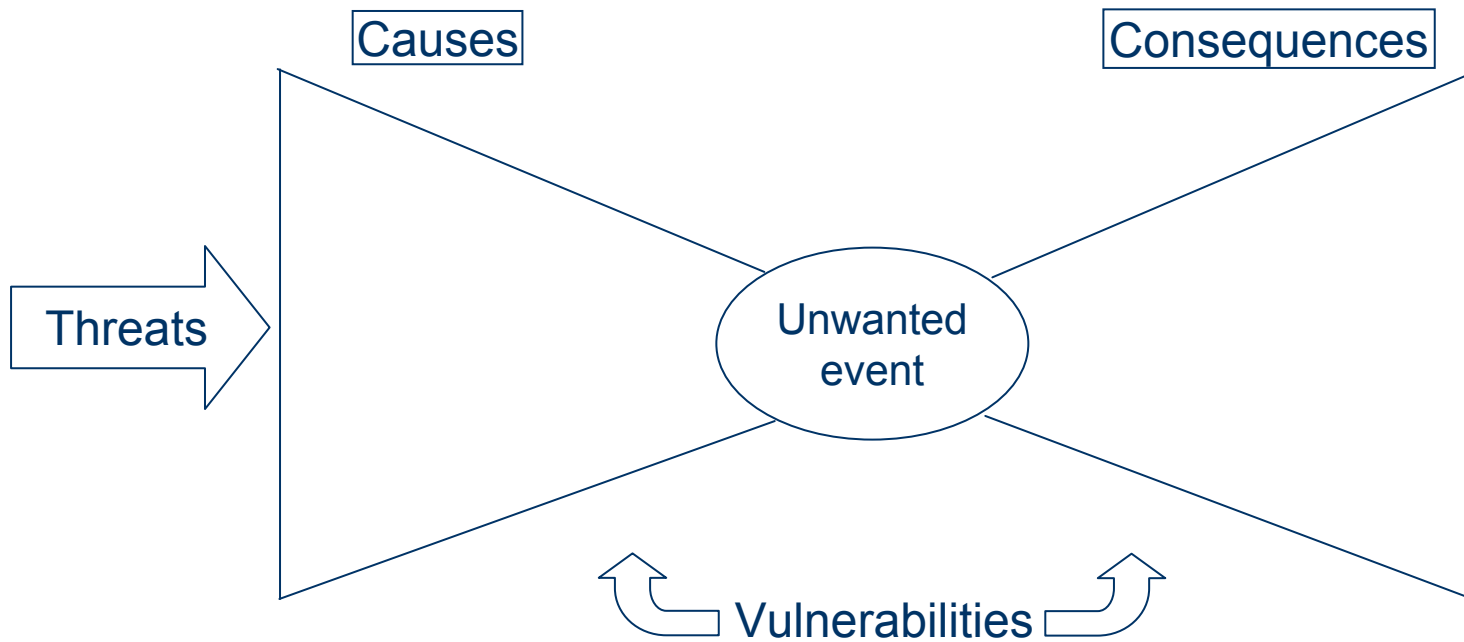 Causes
Consequences
Threats
Unwanted
event
Vulnerabilities